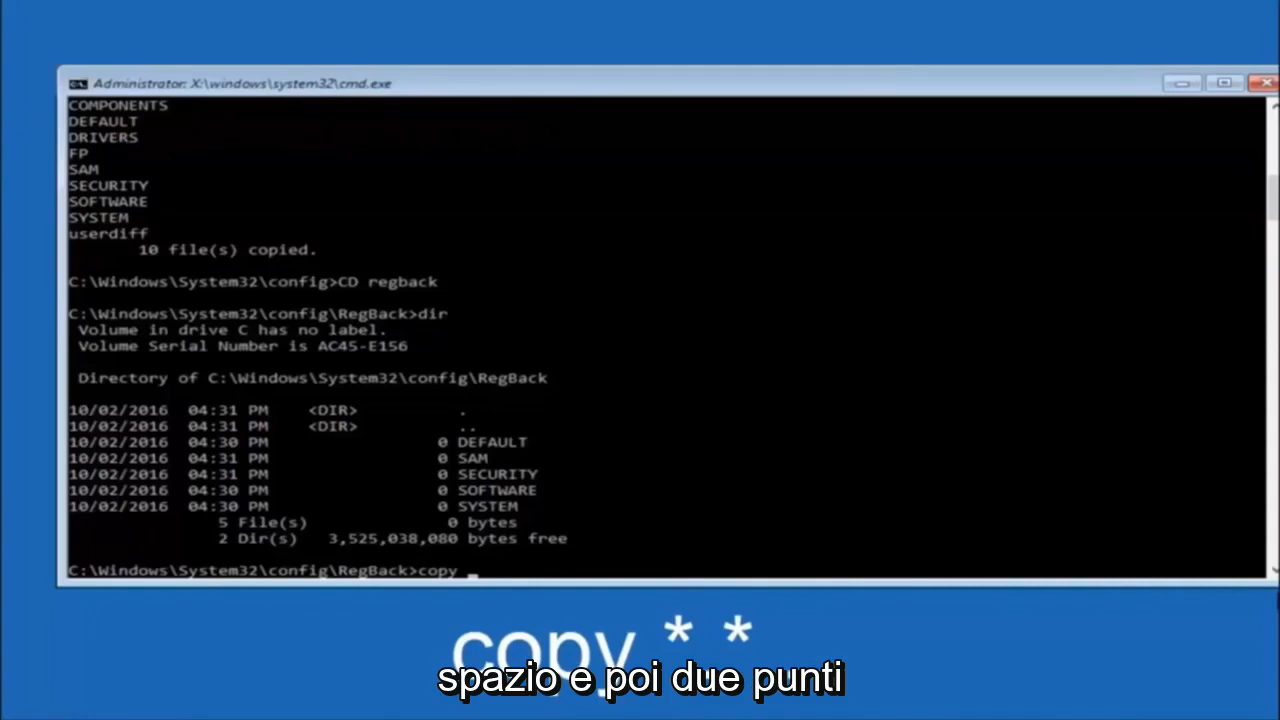 Administrator: X:\windows\system32\cmd.exe
COMPONENTS
DEFAULT
DRIVERS
FP
SAM
SECURITY
SOFTWARE
SYSTEM
userdiff
10 file(s) copied.
C:\Windows\System32\config>CD regback
C:\Windows\System32\config\RegBack>dir
Volume in drive C has no label.
Volume Serial Number is AC45-E156
Directory of C:\Windows\System32\config\RegBack
10/02/2016 04:31 PM <DIR> .
10/02/2016 04:31 PM <DIR> ..
10/02/2016 04:30 PM 0 DEFAULT
10/02/2016 04:31 PM 0 SAM
10/02/2016 04:31 PM 0 SECURITY
10/02/2016 04:30 PM 0 SOFTWARE
10/02/2016 04:30 PM 0 SYSTEM
5 File(s) 0 bytes
2 Dir(s) 3,525,038,080 bytes free
C:\Windows\System32\config\RegBack>copy _
copy * *
spazio e poi due punti